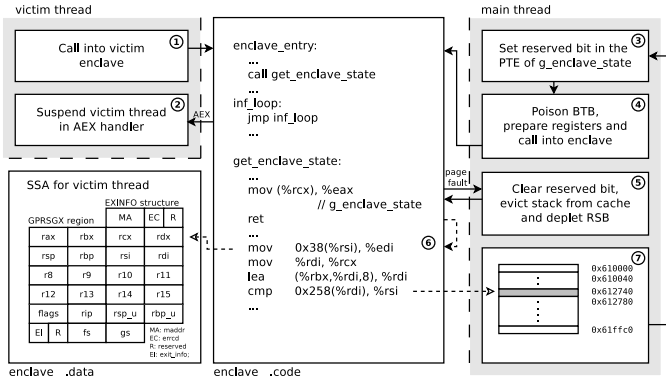 victim thread
Call into victim
enclave
①
Suspend victim thread
in AEX handler
②
AEX
SSA for victim thread
EXINFO structure
GPRSGX region
MA EC R
rax rbx rcx rdx
rsp rbp rsi rdi
r8 r9 r10 r11
r12 r13 r14 r15
flags rip rsp_u rbp_u
EI R fs gs
MA: maddr
EC: errcd
R: reserved
EI: exit_info;
enclave .data
enclave_entry:
...
call get_enclave_state
...
inf_loop:
jmp inf_loop
...
get_enclave_state:
...
mov (%rcx), %eax
// g_enclave_state
ret
...
⑥
mov 0x38(%rsi), %edi
mov %rdi, %rcx
lea (%rbx,%rdi,8), %rdi
cmp 0x258(%rdi), %rsi
...
enclave .code
page
fault
main thread
③
Set reserved bit in the
PTE of g_enclave_state
④
Poison BTB,
prepare registers and
call into enclave
⑤
Clear reserved bit,
evict stack from cache
and deplet RSB
⑦
0x610000
0x610040
0x612740
0x612780
0x61ffc0